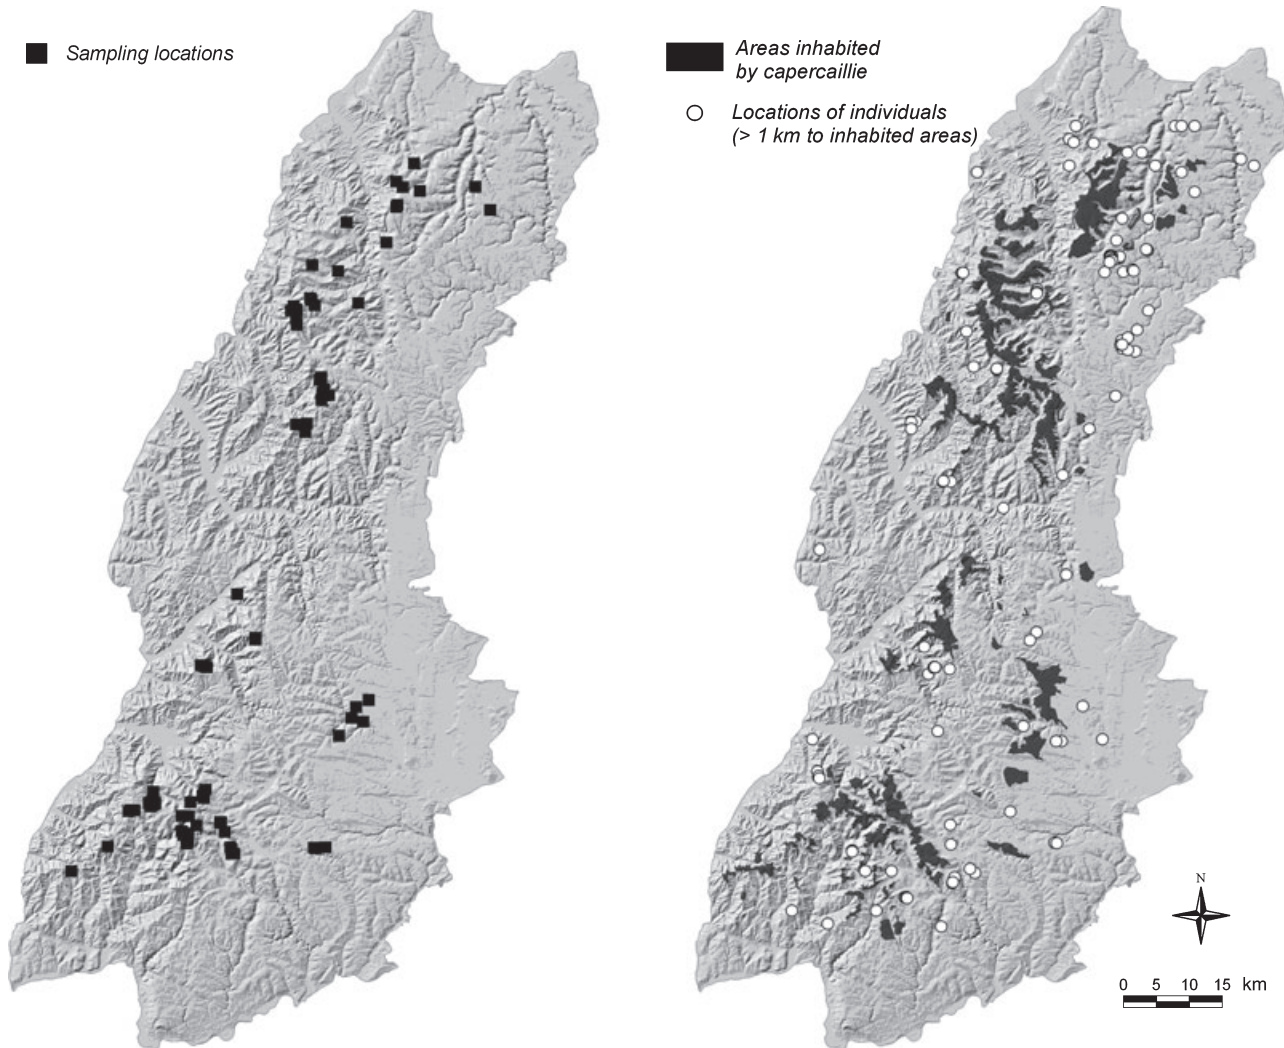 Sampling locations
Areas inhabited
by capercaillie
Locations of individuals
(> 1 km to inhabited areas)
N
0 5 10 15 km